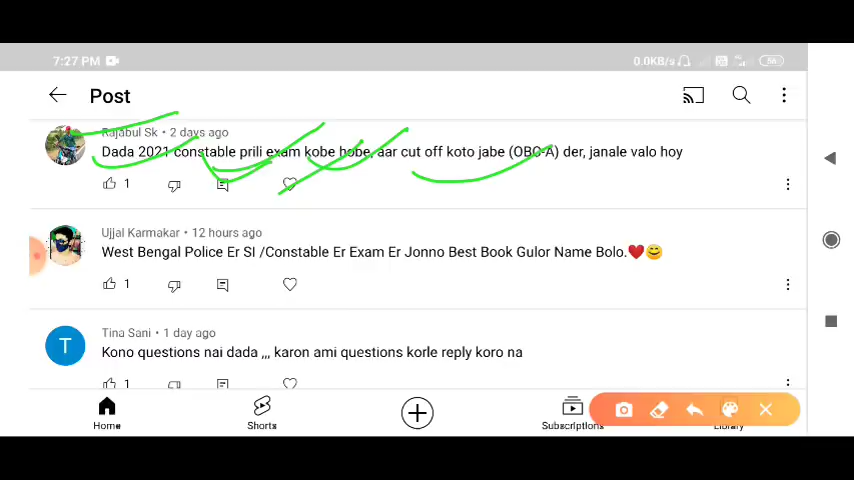 7:27 PM
0.0KB/s
Post
Rajabul Sk • 2 days ago
Dada 2021 constable prili exam kobe hobe, aar cut off koto jabe (OBC-A) der, janale valo hoy
1
Ujjal Karmakar • 12 hours ago
West Bengal Police Er SI /Constable Er Exam Er Jonno Best Book Gulor Name Bolo.❤️😊
1
T
Tina Sani • 1 day ago
Kono questions nai dada ,,, karon ami questions korle reply koro na
1
Home
Shorts
Subscriptions
Library